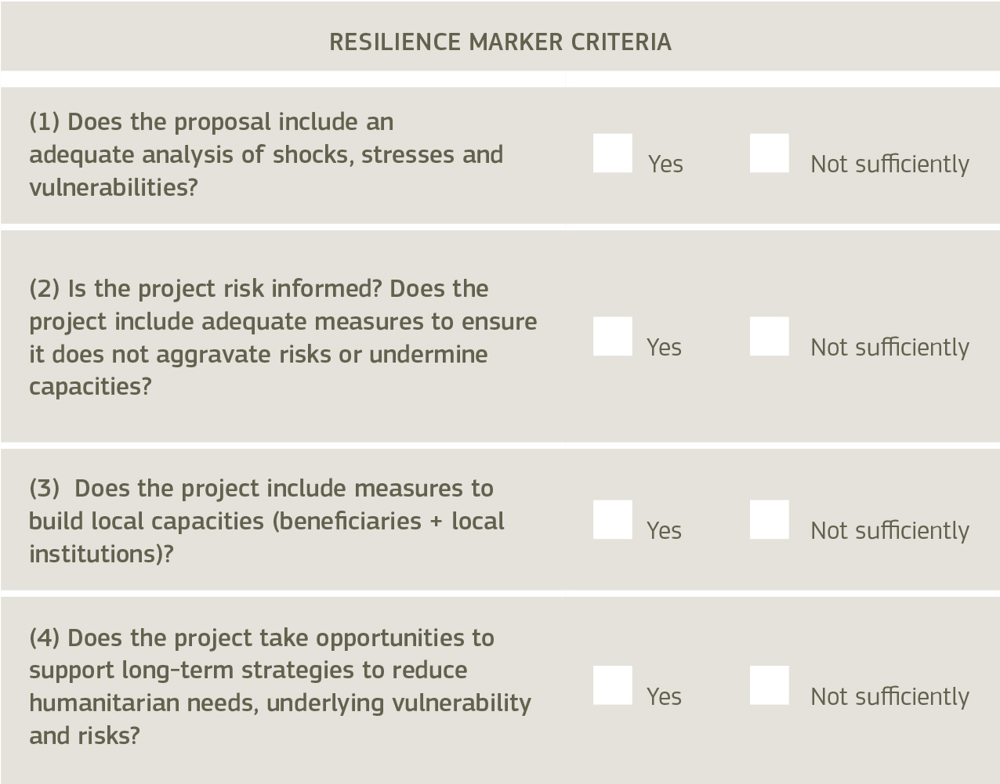 RESILIENCE MARKER CRITERIA
(1) Does the proposal include an
adequate analysis of shocks, stresses and
vulnerabilities?
Yes
Not sufficiently
(2) Is the project risk informed? Does the
project include adequate measures to ensure
it does not aggravate risks or undermine
capacities?
Yes
Not sufficiently
(3) Does the project include measures to
build local capacities (beneficiaries + local
institutions)?
Yes
Not sufficiently
(4) Does the project take opportunities to
support long-term strategies to reduce
humanitarian needs, underlying vulnerability
and risks?
Yes
Not sufficiently